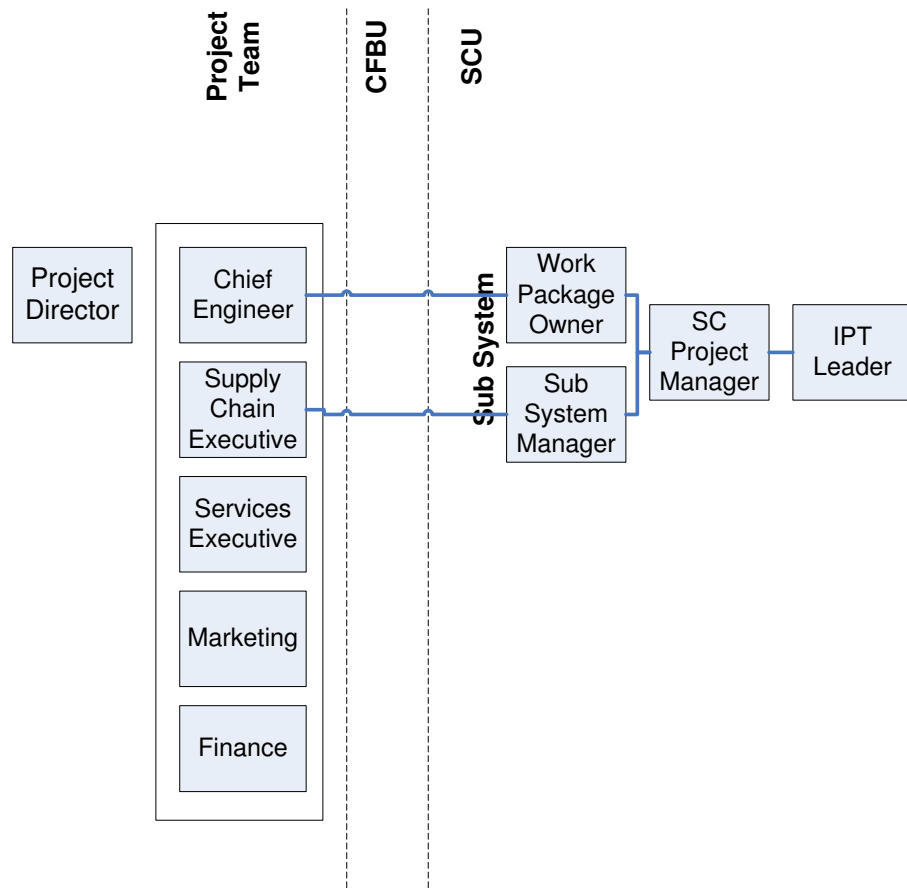 Project
Team
CFBU
SCU
Project
Director
Chief
Engineer
Supply
Chain
Executive
Services
Executive
Marketing
Finance
Sub System
Work
Package
Owner
Sub
System
Manager
SC
Project
Manager
IPT
Leader